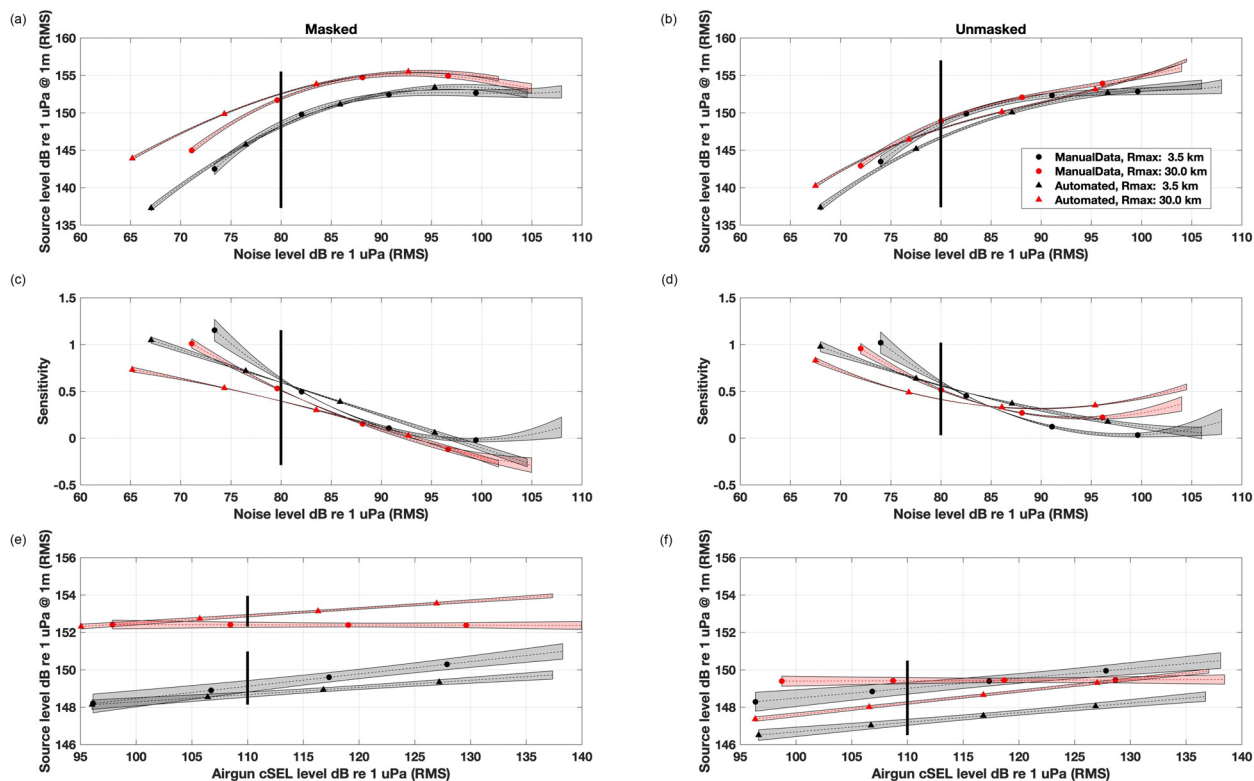 (a)
Masked
Source level dB re 1 uPa @ 1m (RMS)
160
155
150
145
140
135
60 65 70 75 80 85 90 95 100 105 110
Noise level dB re 1 uPa (RMS)
(b)
Unmasked
Source level dB re 1 uPa @ 1m (RMS)
160
155
150
145
140
135
ManualData, Rmax: 3.5 km
ManualData, Rmax: 30.0 km
Automated, Rmax: 3.5 km
Automated, Rmax: 30.0 km
60 65 70 75 80 85 90 95 100 105 110
Noise level dB re 1 uPa (RMS)
(c)
Sensitivity
1.5
1
0.5
0
-0.5
60 65 70 75 80 85 90 95 100 105 110
Noise level dB re 1 uPa (RMS)
(d)
Sensitivity
1.5
1
0.5
0
-0.5
60 65 70 75 80 85 90 95 100 105 110
Noise level dB re 1 uPa (RMS)
(e)
Source level dB re 1 uPa @ 1m (RMS)
156
154
152
150
148
146
100 105 110 115 120 125 130 135 140
Airgun cSEL level dB re 1 uPa (RMS)
(f)
Source level dB re 1 uPa @ 1m (RMS)
156
154
152
150
148
146
100 105 110 115 120 125 130 135 140
Airgun cSEL level dB re 1 uPa (RMS)